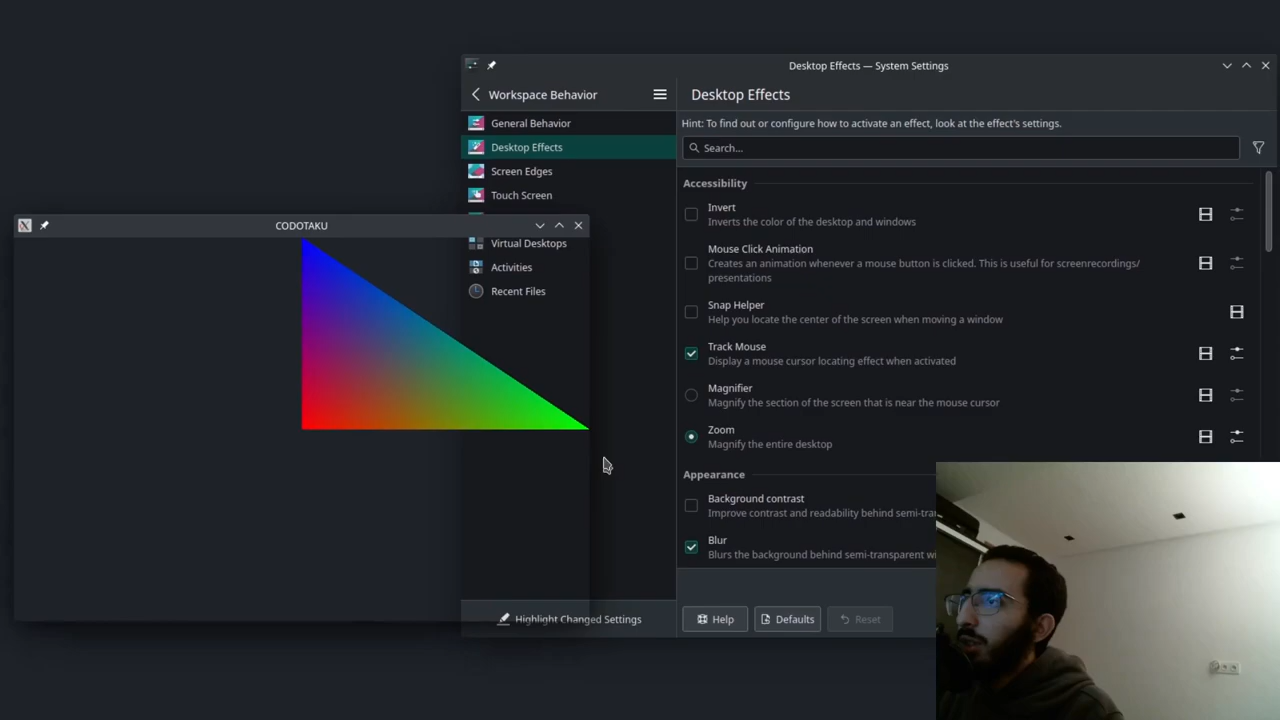 Desktop Effects — System Settings
Workspace Behavior
Desktop Effects
General Behavior
Desktop Effects
Screen Edges
Touch Screen
Virtual Desktops
Activities
Recent Files
Highlight Changed Settings
CODOTAKU
Hint: To find out or configure how to activate an effect, look at the effect's settings.
Search...
Accessibility
Invert
Inverts the color of the desktop and windows
Mouse Click Animation
Creates an animation whenever a mouse button is clicked. This is useful for screenrecordings/
presentations
Snap Helper
Help you locate the center of the screen when moving a window
Track Mouse
Display a mouse cursor locating effect when activated
Magnifier
Magnify the section of the screen that is near the mouse cursor
Zoom
Magnify the entire desktop
Appearance
Background contrast
Improve contrast and readability behind semi-tra
Blur
Blurs the background behind semi-transparent wi
Help
Defaults
Reset